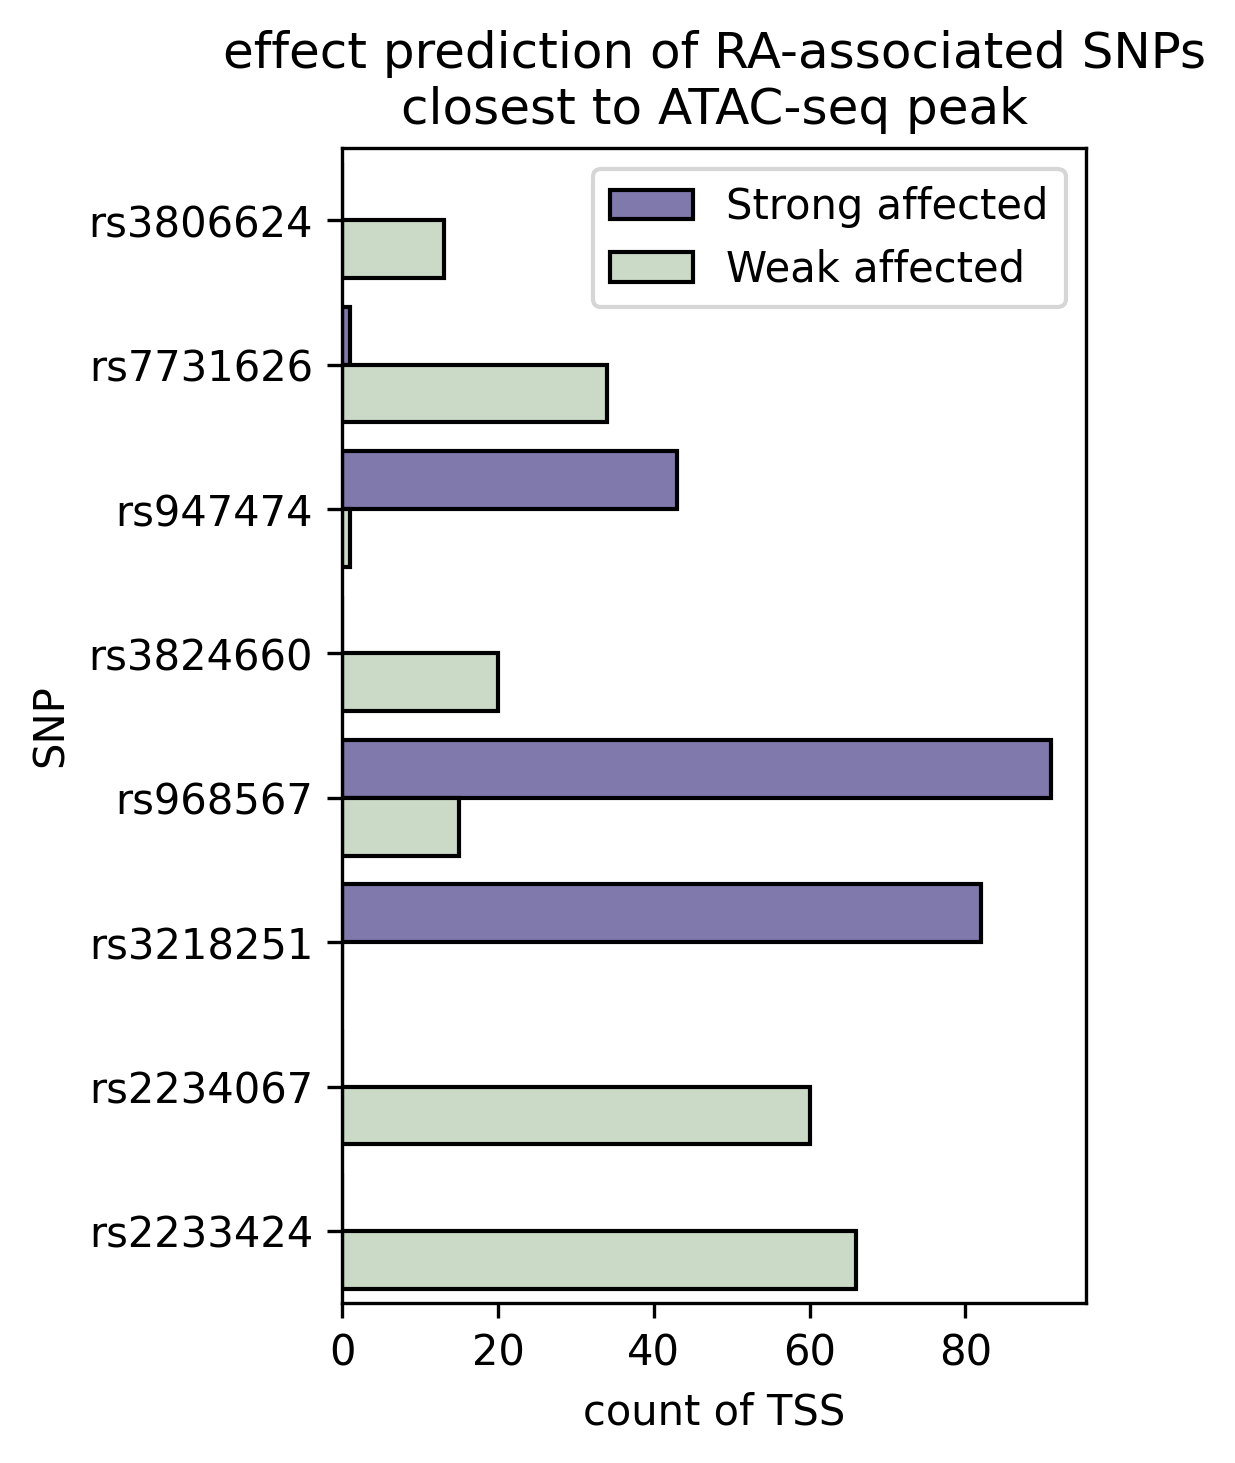 effect prediction of RA-associated SNPs
closest to ATAC-seq peak
Strong affected
Weak affected
rs3806624
rs7731626
rs947474
rs3824660
rs968567
rs3218251
rs2234067
rs2233424
SNP
0 20 40 60 80
count of TSS